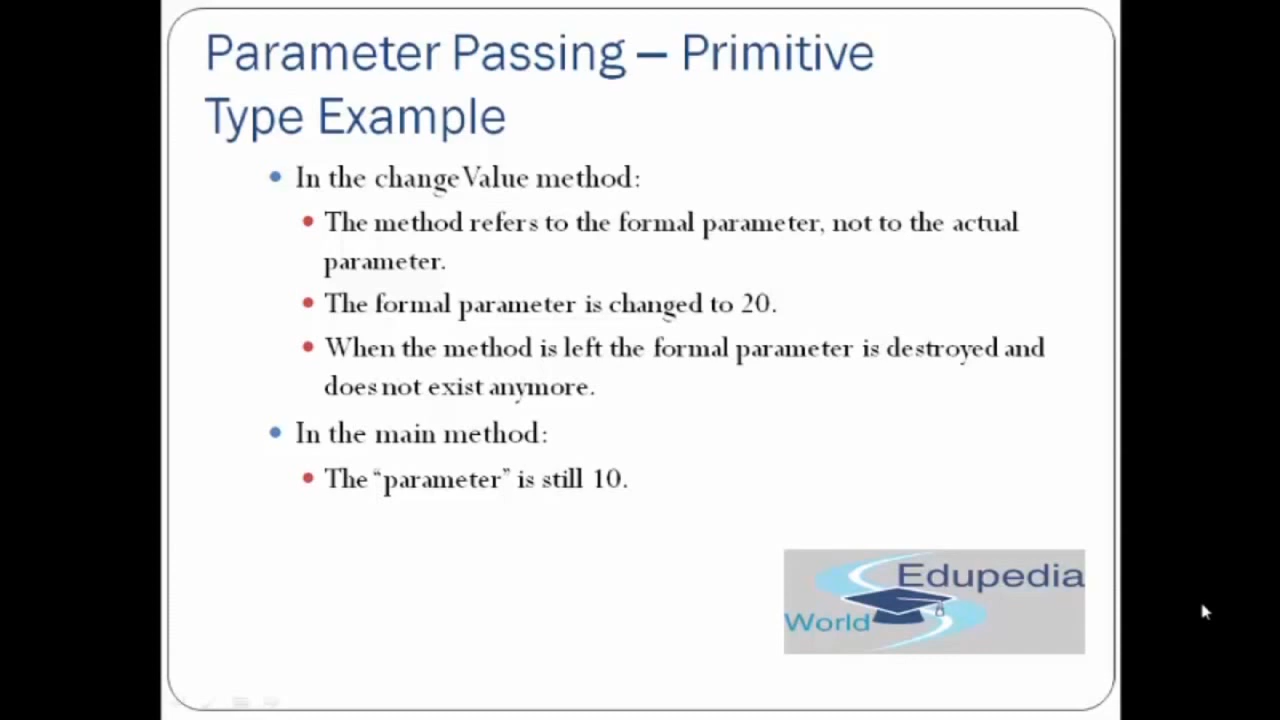 Parameter Passing – Primitive
Type Example
In the changeValue method:
The method refers to the formal parameter, not to the actual
parameter.
The formal parameter is changed to 20.
When the method is left the formal parameter is destroyed and
does not exist anymore.
In the main method:
The “parameter” is still 10.
Edupedia
World